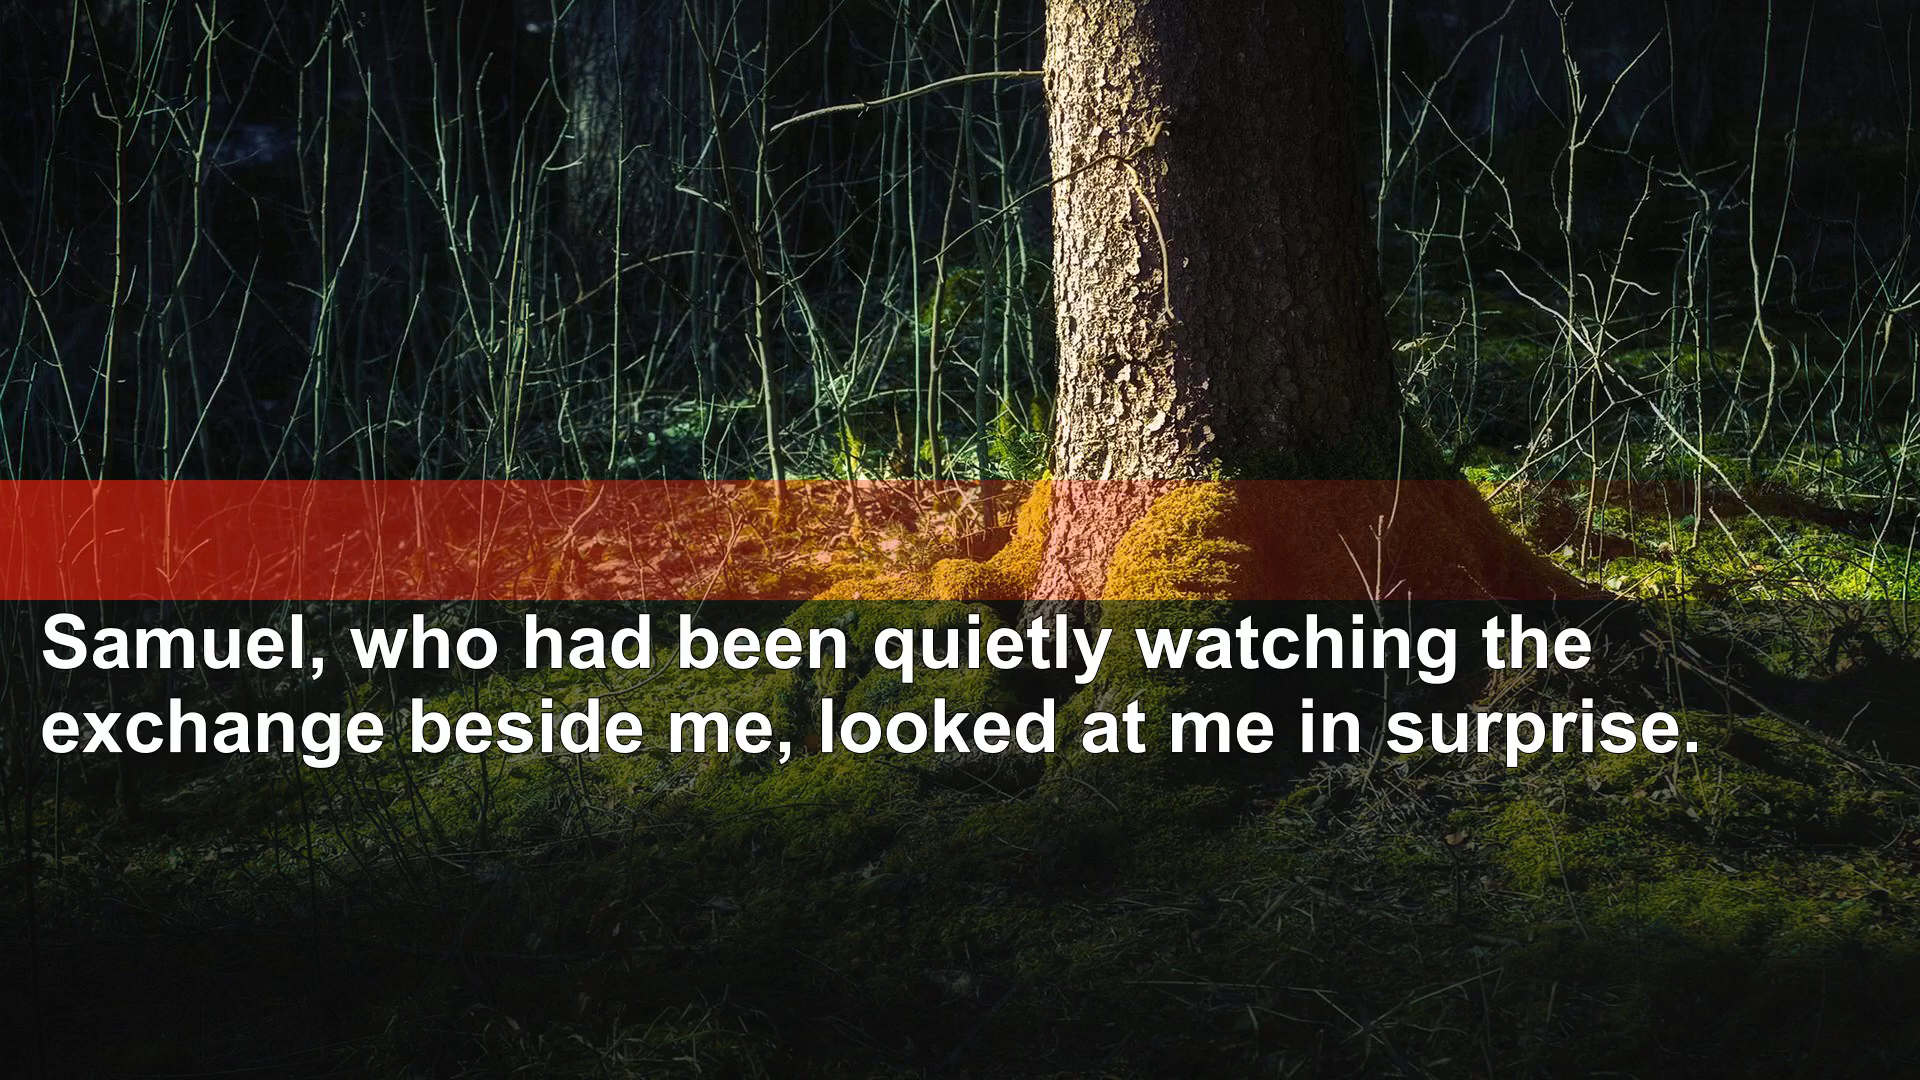 Samuel, who had been quietly watching the
exchange beside me, looked at me in surprise.